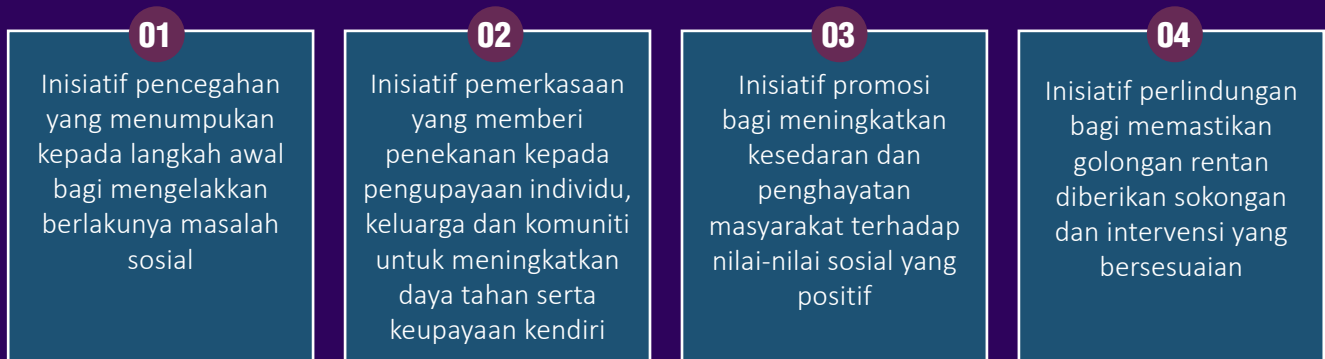 01
Inisiatif pencegahan
yang menumpukan
kepada langkah awal
bagi mengelakkan
berlakunya masalah
sosial
02
Inisiatif pemerkasaan
yang memberi
penekanan kepada
pengupayaan individu,
keluarga dan komuniti
untuk meningkatkan
daya tahan serta
keupayaan kendiri
03
Inisiatif promosi
bagi meningkatkan
kesedaran dan
penghayatan
masyarakat terhadap
nilai-nilai sosial yang
positif
04
Inisiatif perlindungan
bagi memastikan
golongan rentan
diberikan sokongan
dan intervensi yang
bersesuaian